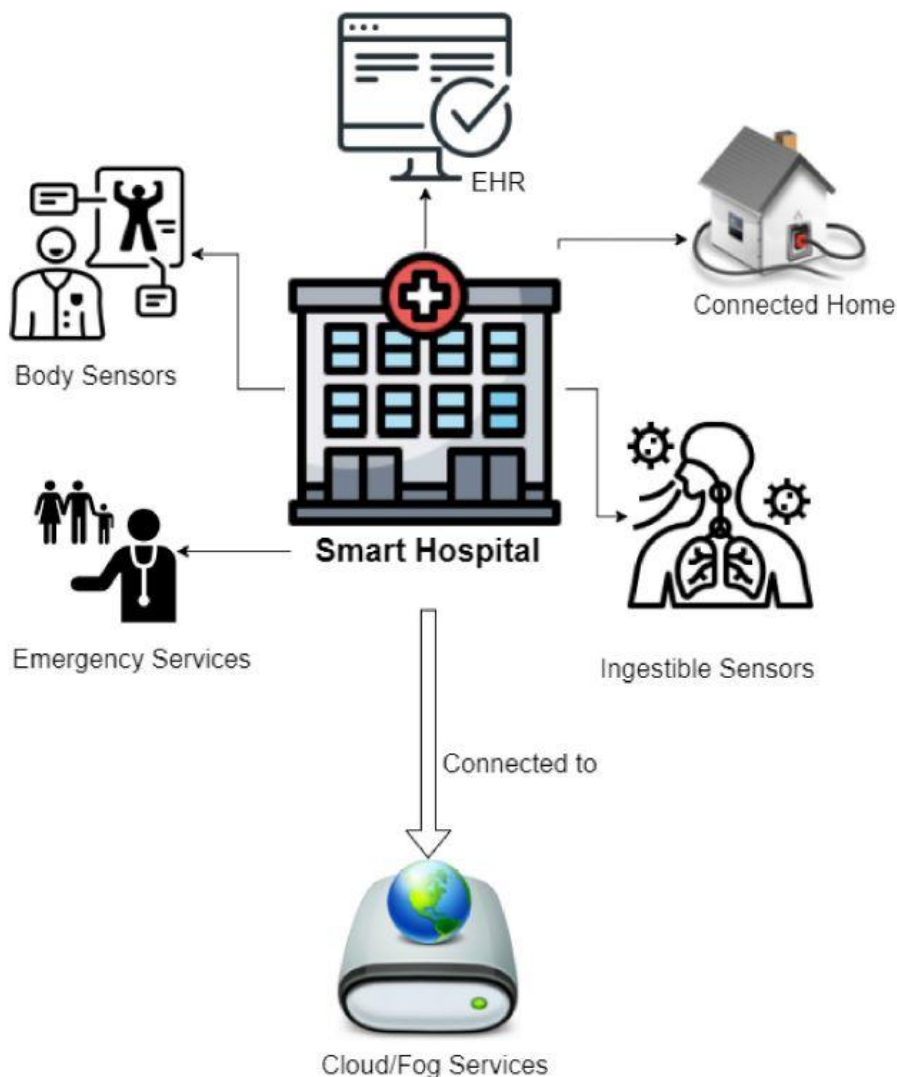 EHR
Connected Home
Body Sensors
Smart Hospital
Emergency Services
Ingestible Sensors
Connected to
Cloud/Fog Services